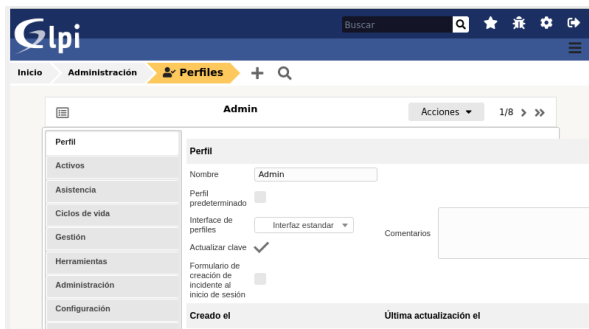 Glpi
Buscar
Inicio Administración Perfiles
Admin Acciones 1/8
Perfil
Activos
Asistencia
Ciclos de vida
Gestión
Herramientas
Administración
Configuración
Perfil
Nombre Admin
Perfil
predeterminado
Interface de
perfiles
Interfaz estandar
Actualizar clave
Formulario de
creación de
incidente al
inicio de sesión
Comentarios
Creado el Última actualización el